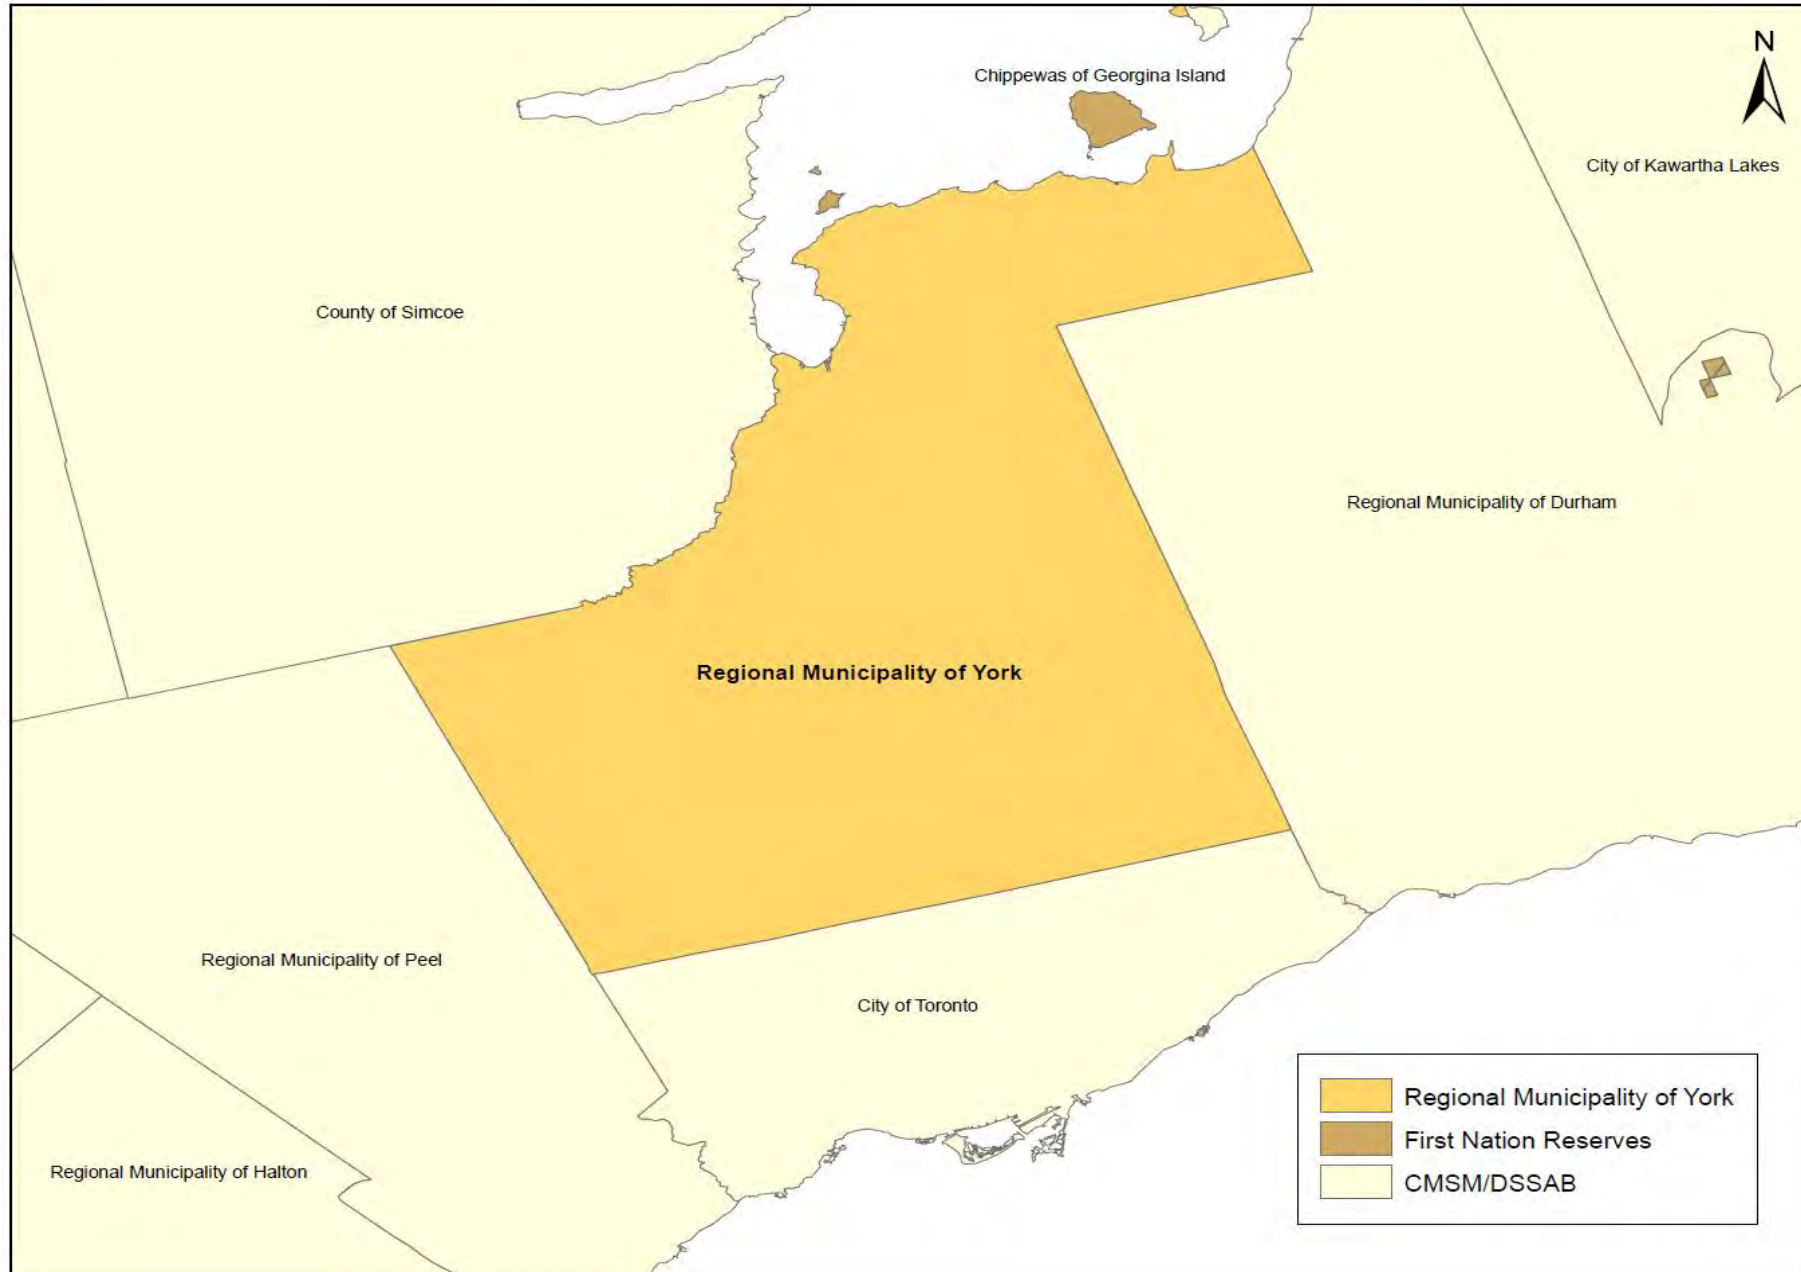 N
Chippewas of Georgina Island
City of Kawartha Lakes
County of Simcoe
Regional Municipality of Durham
Regional Municipality of York
Regional Municipality of Peel
City of Toronto
Regional Municipality of Halton
Regional Municipality of York
First Nation Reserves
CMSM/DSSAB